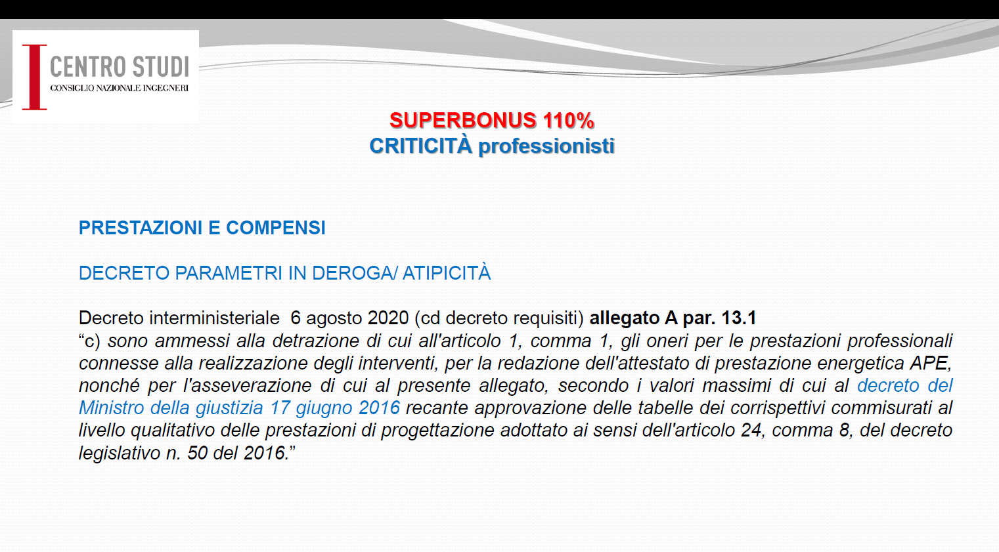 CENTRO STUDI
CONSIGLIO NAZIONALE INGEGNERI
SUPERBONUS 110%
CRITICITÀ professionisti
PRESTAZIONI E COMPENSI
DECRETO PARAMETRI IN DEROGA/ ATIPICITÀ
Decreto interministeriale  6 agosto 2020 (cd decreto requisiti) allegato A par. 13.1
“c) sono ammessi alla detrazione di cui all'articolo 1, comma 1, gli oneri per le prestazioni professionali
connesse alla realizzazione degli interventi, per la redazione dell'attestato di prestazione energetica APE,
nonché per l'asseverazione di cui al presente allegato, secondo i valori massimi di cui al decreto del
Ministro della giustizia 17 giugno 2016 recante approvazione delle tabelle dei corrispettivi commisurati al
livello qualitativo delle prestazioni di progettazione adottato ai sensi dell'articolo 24, comma 8, del decreto
legislativo n. 50 del 2016.”